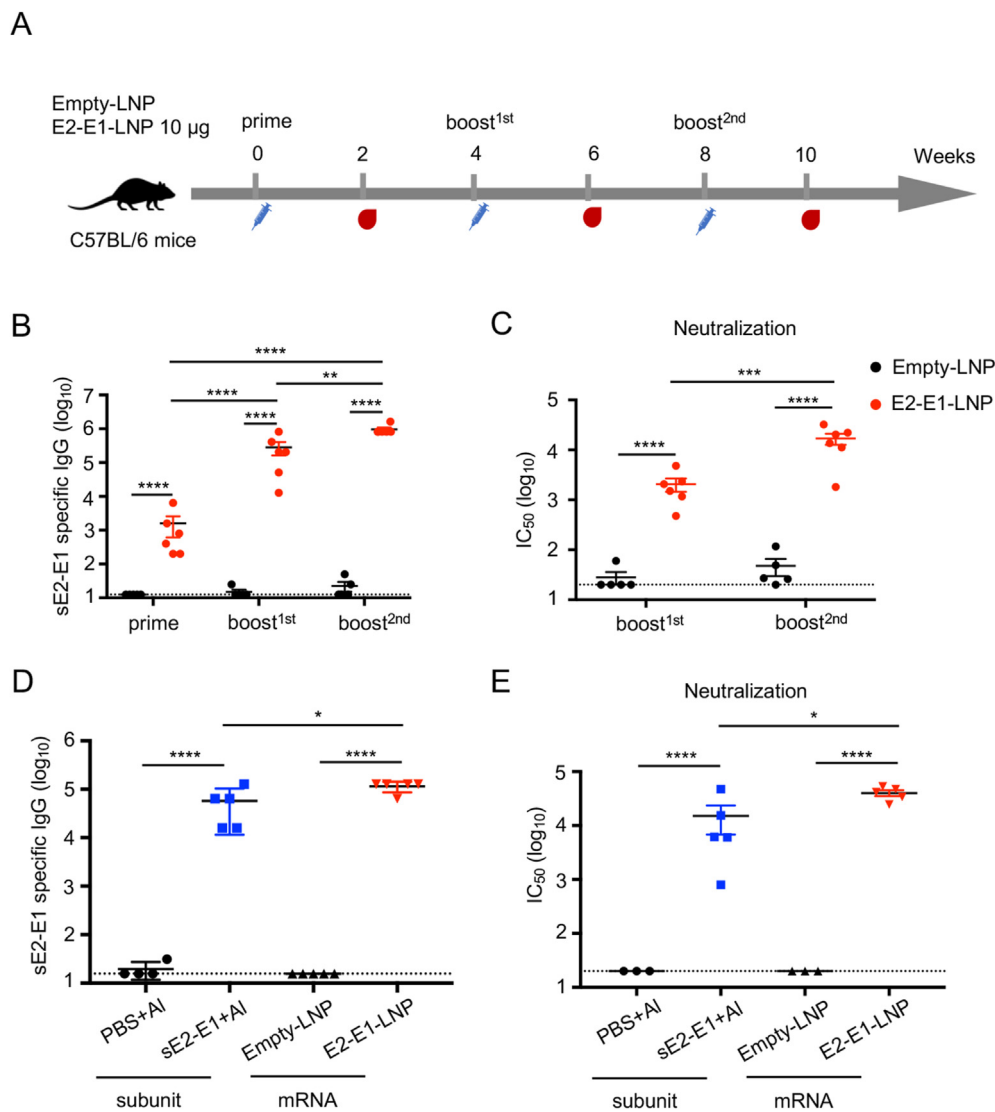 A
Empty-LNP
E2-E1-LNP 10 µg
prime boost1st boost2nd
0 2 4 6 8 10 Weeks
C57BL/6 mice
B
****
**
****
****
****
****
sE2-E1 specific IgG (log10)
7
6
5
4
3
2
1
prime boost1st boost2nd
C
Neutralization
***
****
****
IC50 (log10)
5
4
3
2
1
boost1st boost2nd
Empty-LNP
E2-E1-LNP
D
*
****
****
sE2-E1 specific IgG (log10)
6
5
4
3
2
1
PBS+Al
sE2-E1+Al
Empty-LNP
E2-E1-LNP
subunit mRNA
E
Neutralization
*
****
****
IC50 (log10)
5
4
3
2
1
PBS+Al
sE2-E1+Al
Empty-LNP
E2-E1-LNP
subunit mRNA